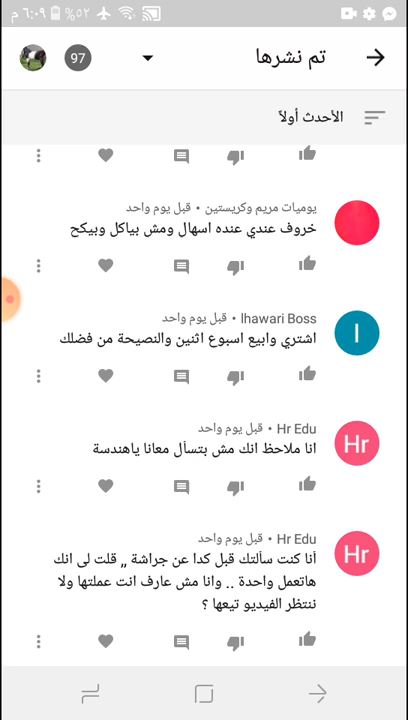 ٦:٠٩ م ٥٢%
تم نشرها
97
الأحدث أولاً
يوميات مريم وكريستين • قبل يوم واحد
خروف عندي عنده اسهال ومش بياكل وبيكح
Ihawari Boss • قبل يوم واحد
اشتري وابيع اسبوع اثنين والنصيحة من فضلك
I
Hr Edu • قبل يوم واحد
انا ملاحظ انك مش بتسأل معانا ياهندسة
Hr
Hr Edu • قبل يوم واحد
أنا كنت سألتك قبل كدا عن جراشة ,, قلت لى انك
هاتعمل واحدة .. وانا مش عارف انت عملتها ولا
ننتظر الفيديو تيعها ؟
Hr